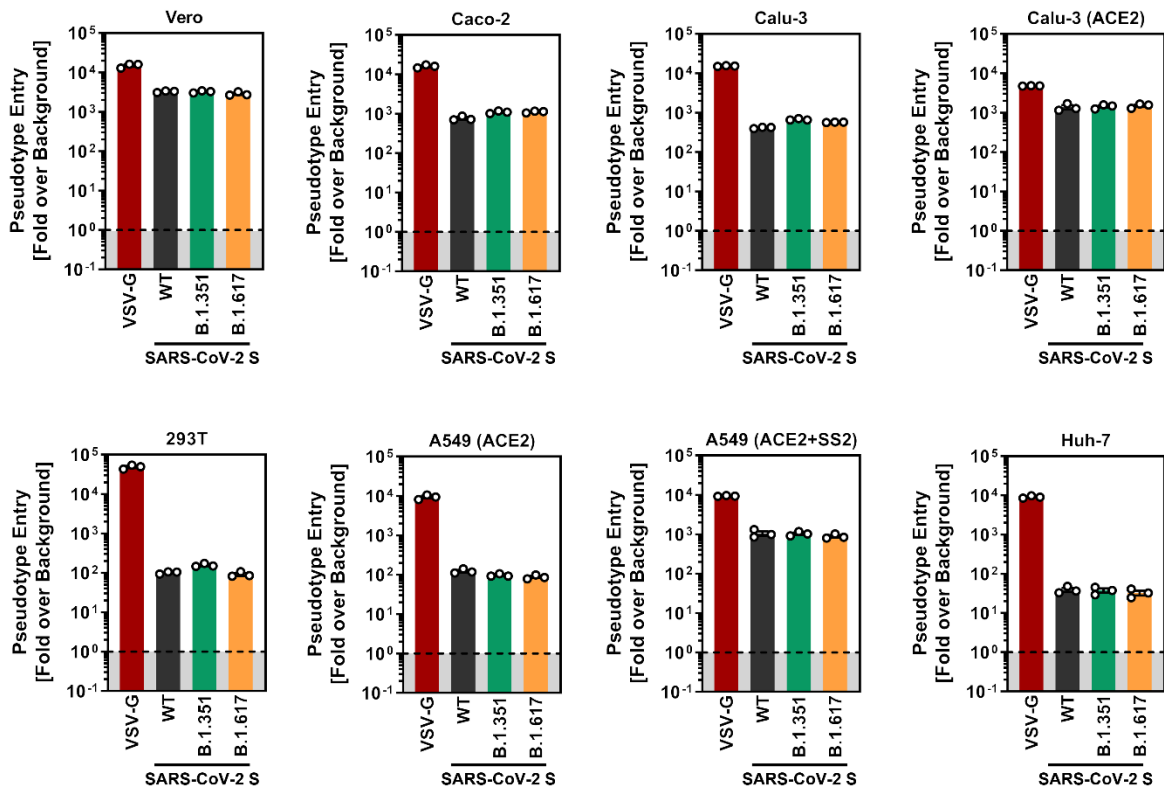 Vero
Pseudotype Entry
[Fold over Background]
10^5
10^4
10^3
10^2
10^1
10^0
10^-1
VSV-G
WT
B.1.351
B.1.617
SARS-CoV-2 S
Caco-2
Pseudotype Entry
[Fold over Background]
10^5
10^4
10^3
10^2
10^1
10^0
10^-1
VSV-G
WT
B.1.351
B.1.617
SARS-CoV-2 S
Calu-3
Pseudotype Entry
[Fold over Background]
10^5
10^4
10^3
10^2
10^1
10^0
10^-1
VSV-G
WT
B.1.351
B.1.617
SARS-CoV-2 S
Calu-3 (ACE2)
Pseudotype Entry
[Fold over Background]
10^5
10^4
10^3
10^2
10^1
10^0
10^-1
VSV-G
WT
B.1.351
B.1.617
SARS-CoV-2 S
293T
Pseudotype Entry
[Fold over Background]
10^5
10^4
10^3
10^2
10^1
10^0
10^-1
VSV-G
WT
B.1.351
B.1.617
SARS-CoV-2 S
A549 (ACE2)
Pseudotype Entry
[Fold over Background]
10^5
10^4
10^3
10^2
10^1
10^0
10^-1
VSV-G
WT
B.1.351
B.1.617
SARS-CoV-2 S
A549 (ACE2+SS2)
Pseudotype Entry
[Fold over Background]
10^5
10^4
10^3
10^2
10^1
10^0
10^-1
VSV-G
WT
B.1.351
B.1.617
SARS-CoV-2 S
Huh-7
Pseudotype Entry
[Fold over Background]
10^5
10^4
10^3
10^2
10^1
10^0
10^-1
VSV-G
WT
B.1.351
B.1.617
SARS-CoV-2 S